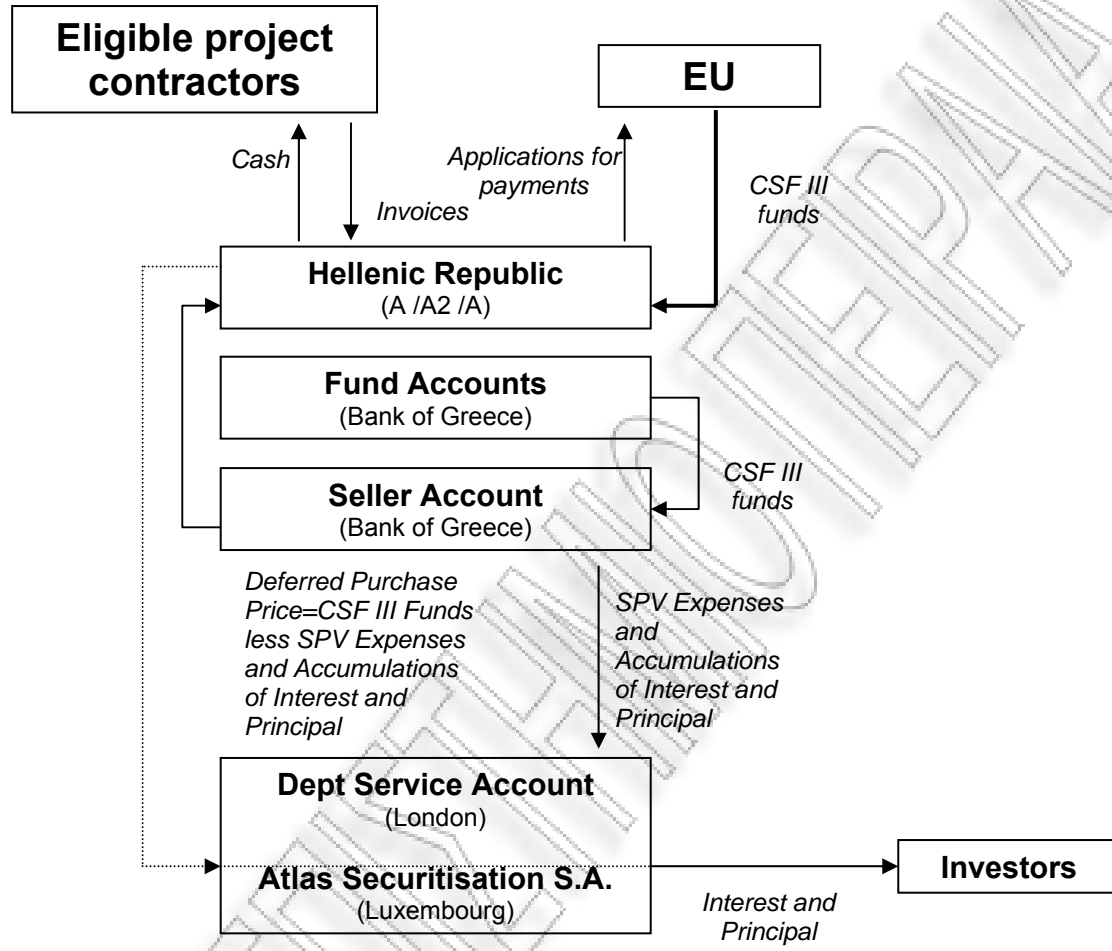 Eligible project
contractors
EU
Cash
Invoices
Applications for
payments
CSF III
funds
Hellenic Republic
(A /A2 /A)
Fund Accounts
(Bank of Greece)
CSF III
funds
Seller Account
(Bank of Greece)
Deferred Purchase
Price=CSF III Funds
less SPV Expenses
and Accumulations
of Interest and
Principal
SPV Expenses
and
Accumulations
of Interest and
Principal
Dept Service Account
(London)
Atlas Securitisation S.A.
(Luxembourg)
Investors
Interest and
Principal